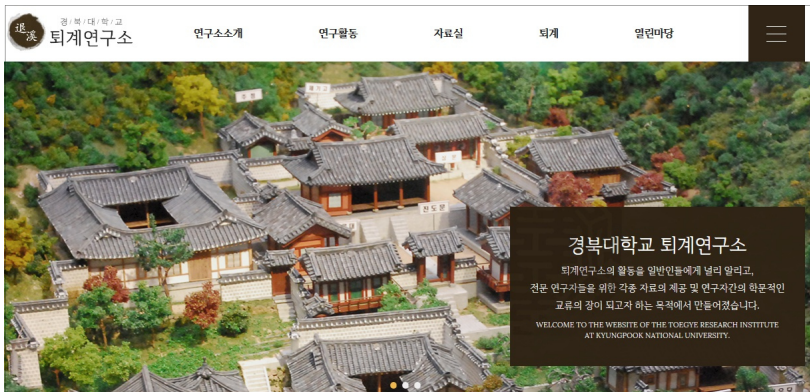 退溪
경/북/대/학/교
퇴계연구소
연구소소개
연구활동
자료실
퇴계
열린마당
전도문
경북대학교 퇴계연구소
퇴계연구소의 활동을 일반인들에게 널리 알리고,
전문 연구자들을 위한 각종 자료의 제공 및 연구자간의 학문적인
교류의 장이 되고자 하는 목적에서 만들어졌습니다.
WELCOME TO THE WEBSITE OF THE TOEGYE RESEARCH INSTITUTE
AT KYUNGPOOK NATIONAL UNIVERSITY.